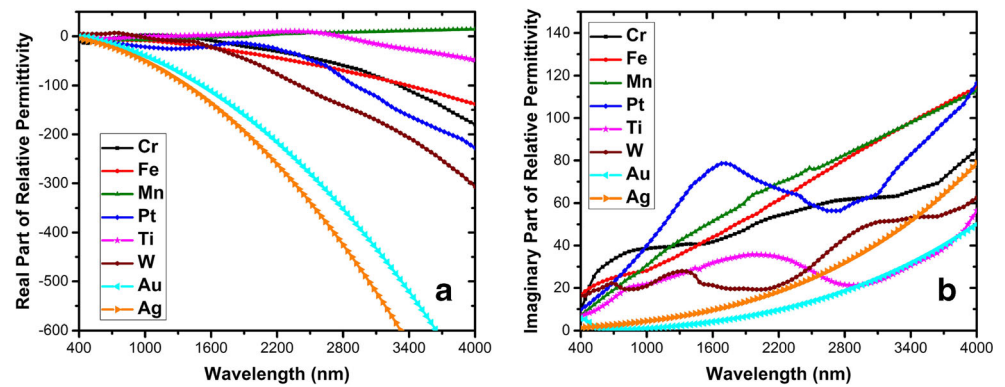 Real Part of Relative Permittivity
0
-100
-200
-300
-400
-500
-600
Cr
Fe
Mn
Pt
Ti
W
Au
Ag
a
400 1000 1600 2200 2800 3400 4000
Wavelength (nm)
Imaginary Part of Relative Permittivity
140
120
100
80
60
40
20
0
Cr
Fe
Mn
Pt
Ti
W
Au
Ag
b
400 1000 1600 2200 2800 3400 4000
Wavelength (nm)